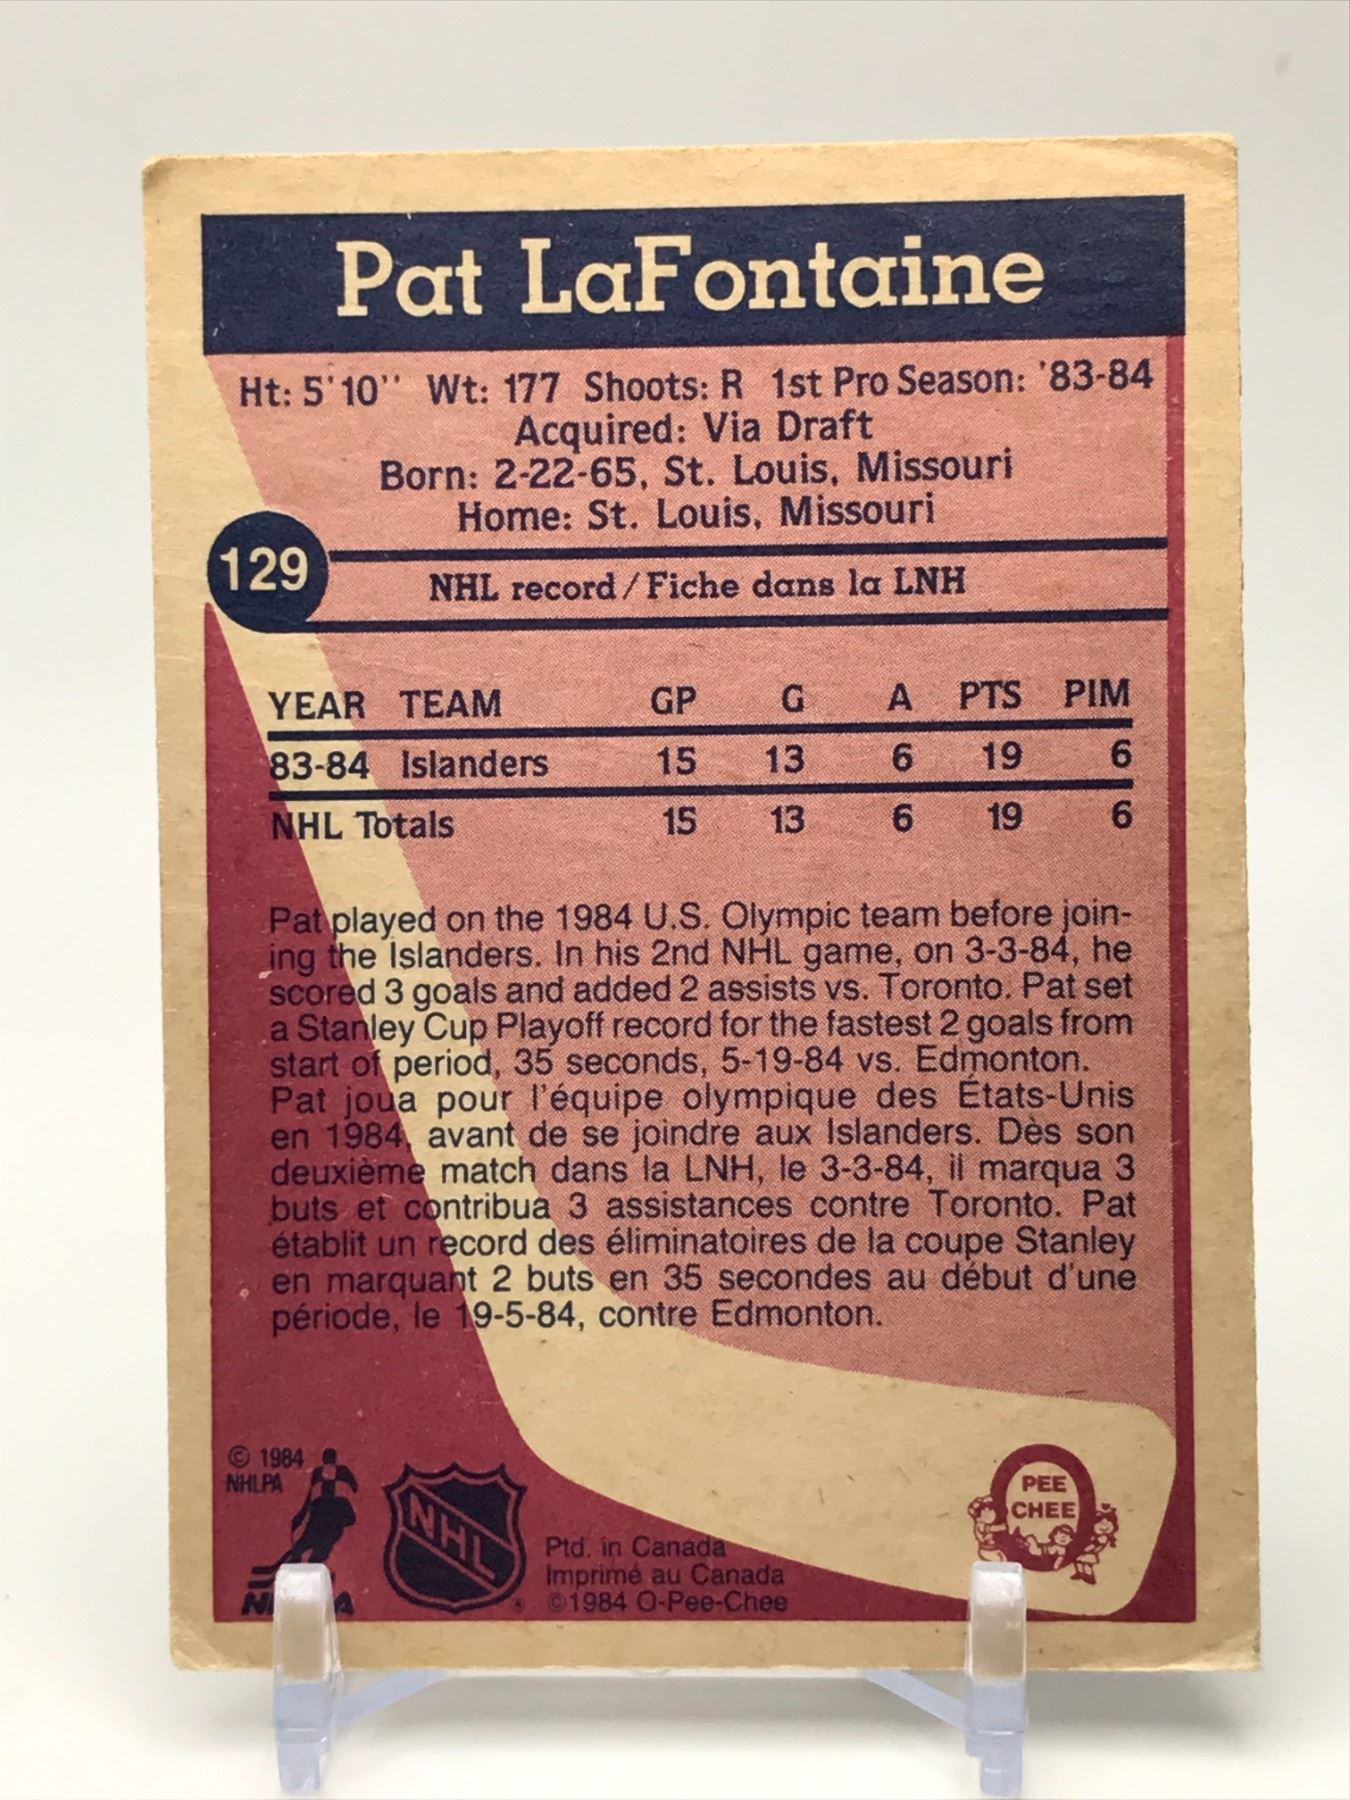 Pat LaFontaine
Ht: 5'10'' Wt: 177 Shoots: R 1st Pro Season: '83-84
Acquired: Via Draft
Born: 2-22-65, St. Louis, Missouri
Home: St. Louis, Missouri
129
NHL record/Fiche dans la LNH
YEAR TEAM GP G A PTS PIM
83-84 Islanders 15 13 6 19 6
NHL Totals 15 13 6 19 6
Pat played on the 1984 U.S. Olympic team before join-
ing the Islanders. In his 2nd NHL game, on 3-3-84, he
scored 3 goals and added 2 assists vs. Toronto. Pat set
a Stanley Cup Playoff record for the fastest 2 goals from
start of period, 35 seconds, 5-19-84 vs. Edmonton.
Pat joua pour l'équipe olympique des États-Unis
en 1984, avant de se joindre aux Islanders. Dès son
deuxième match dans la LNH, le 3-3-84, il marqua 3
buts et contribua 3 assistances contre Toronto. Pat
établit un record des éliminatoires de la coupe Stanley
en marquant 2 buts en 35 secondes au début d'une
période, le 19-5-84, contre Edmonton.
© 1984
NHLPA
NHL
Ptd. in Canada
Imprimé au Canada
©1984 O-Pee-Chee
O PEE
CHEE